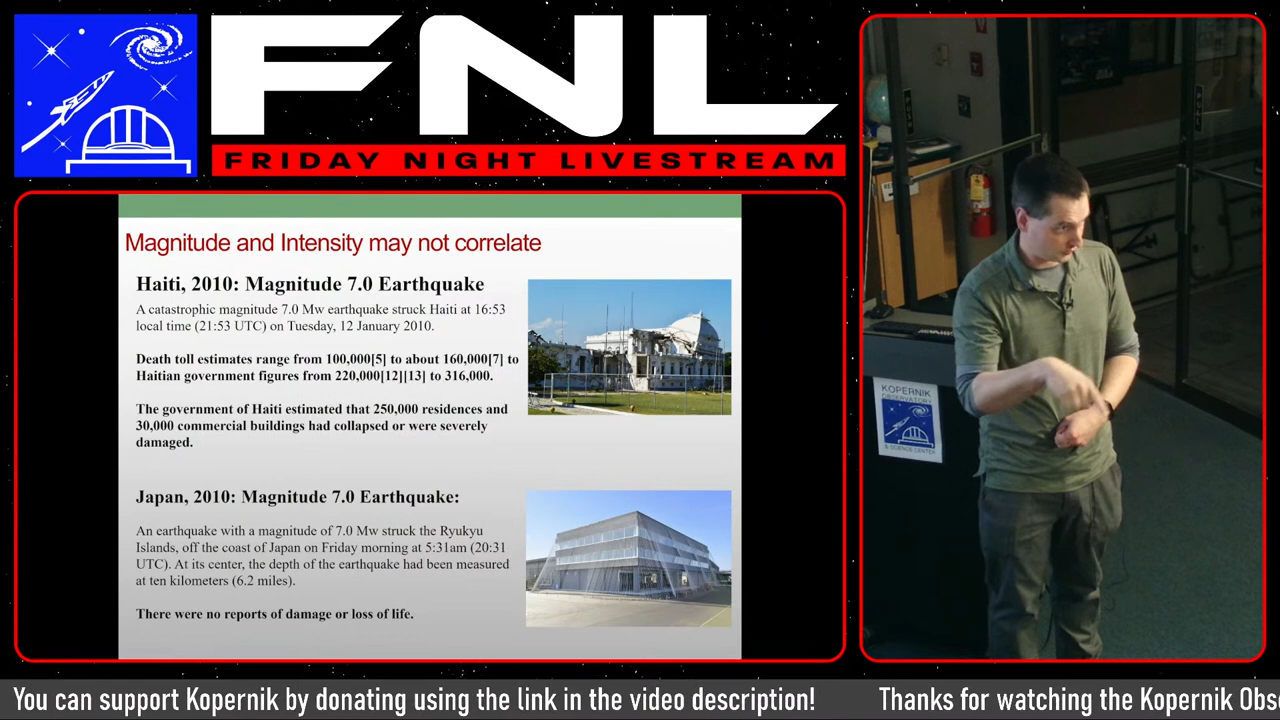 FNL
FRIDAY NIGHT LIVESTREAM
Magnitude and Intensity may not correlate
Haiti, 2010: Magnitude 7.0 Earthquake
A catastrophic magnitude 7.0 Mw earthquake struck Haiti at 16:53
local time (21:53 UTC) on Tuesday, 12 January 2010.
Death toll estimates range from 100,000[5] to about 160,000[7] to
Haitian government figures from 220,000[12][13] to 316,000.
The government of Haiti estimated that 250,000 residences and
30,000 commercial buildings had collapsed or were severely
damaged.
Japan, 2010: Magnitude 7.0 Earthquake:
An earthquake with a magnitude of 7.0 Mw struck the Ryukyu
Islands, off the coast of Japan on Friday morning at 5:31am (20:31
UTC). At its center, the depth of the earthquake had been measured
at ten kilometers (6.2 miles).
There were no reports of damage or loss of life.
KOPERNIK
OBSERVATORY
& SCIENCE CENTER
You can support Kopernik by donating using the link in the video description!
Thanks for watching the Kopernik Obs